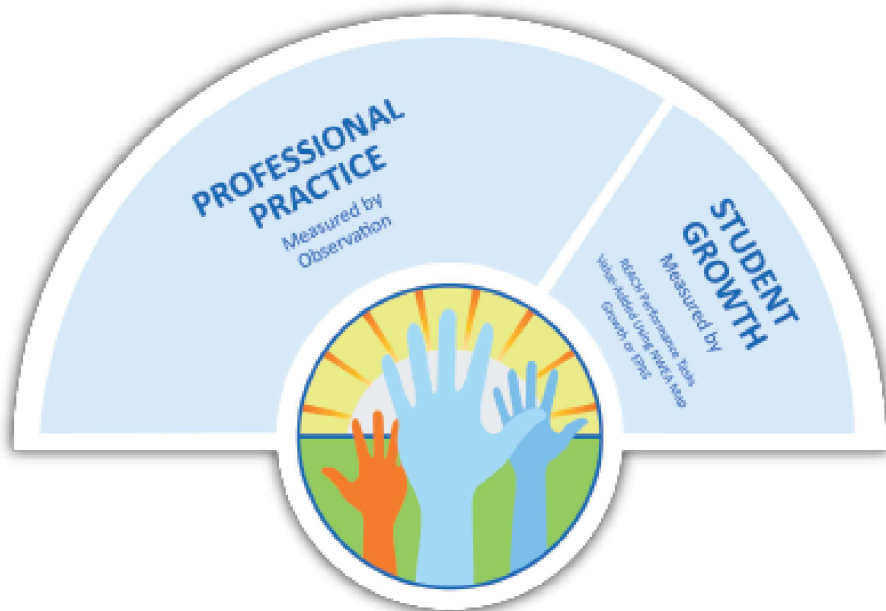 PROFESSIONAL
PRACTICE
Measured by
Observation
STUDENT
GROWTH
Measured by
REACH Performance Tasks
Value-Added Using NWEA Map
Growth or EPAS